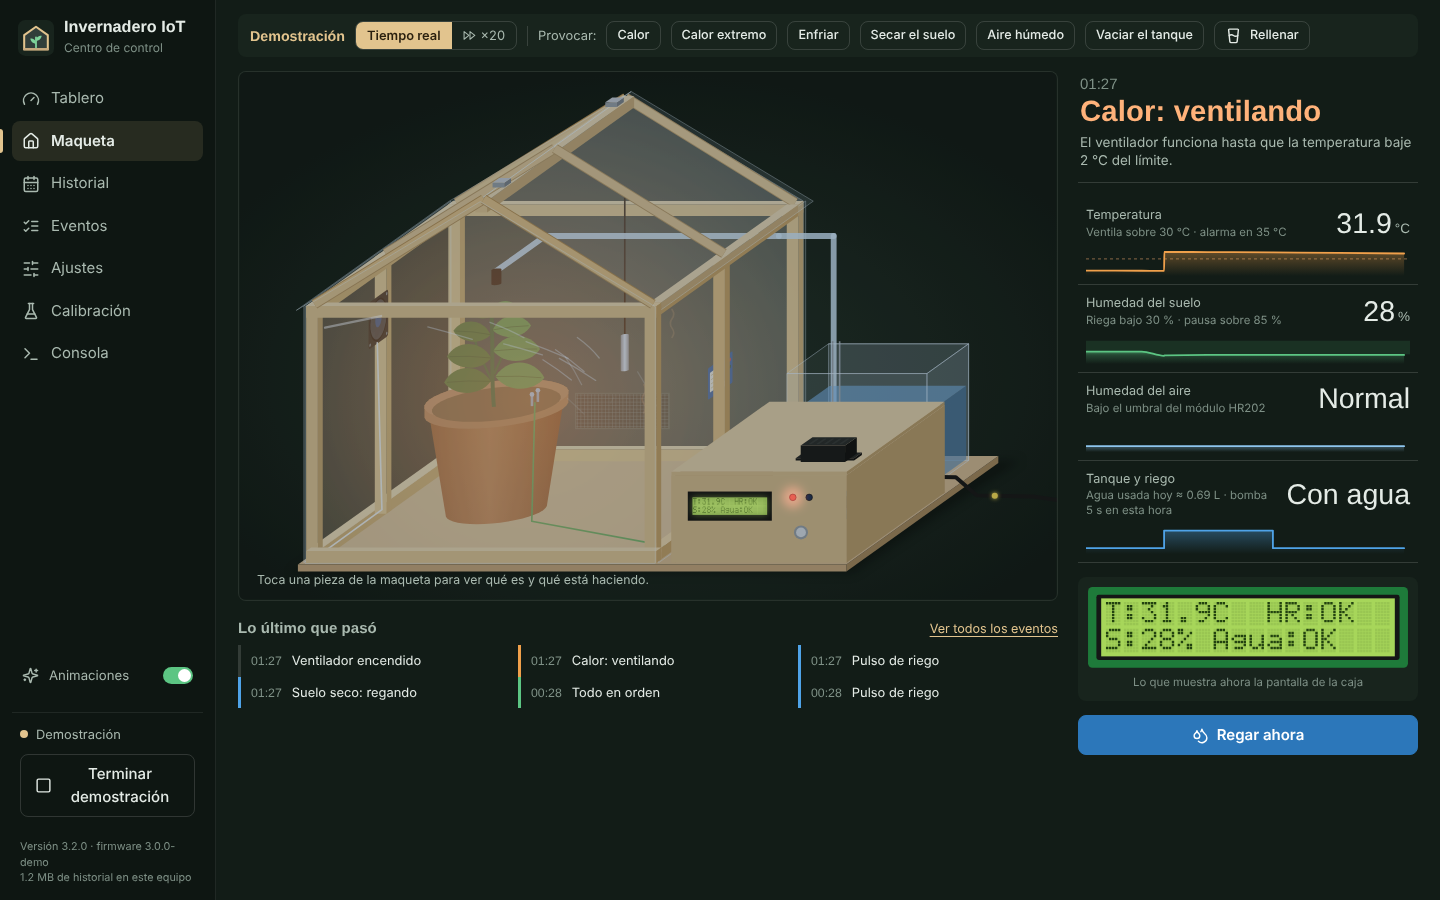 Invernadero IoT
Centro de control
Tablero
Maqueta
Historial
Eventos
Ajustes
Calibración
Consola
Animaciones
Demostración
Terminar
demostración
Versión 3.2.0 · firmware 3.0.0-
demo
1.2 MB de historial en este equipo
Demostración Tiempo real ×20 Provocar: Calor Calor extremo Enfriar Secar el suelo Aire húmedo Vaciar el tanque Rellenar
T:31.9C HR:OK
S:28% Agua:OK
Toca una pieza de la maqueta para ver qué es y qué está haciendo.
Lo último que pasó
Ver todos los eventos
01:27 Ventilador encendido
01:27 Calor: ventilando
01:27 Pulso de riego
01:27 Suelo seco: regando
00:28 Todo en orden
00:28 Pulso de riego
01:27
Calor: ventilando
El ventilador funciona hasta que la temperatura baje
2 °C del límite.
Temperatura
Ventila sobre 30 °C · alarma en 35 °C
31.9 °C
Humedad del suelo
Riega bajo 30 % · pausa sobre 85 %
28 %
Humedad del aire
Bajo el umbral del módulo HR202
Normal
Tanque y riego
Agua usada hoy ≈ 0.69 L · bomba
5 s en esta hora
Con agua
T:31.9C HR:OK
S:28% Agua:OK
Lo que muestra ahora la pantalla de la caja
Regar ahora